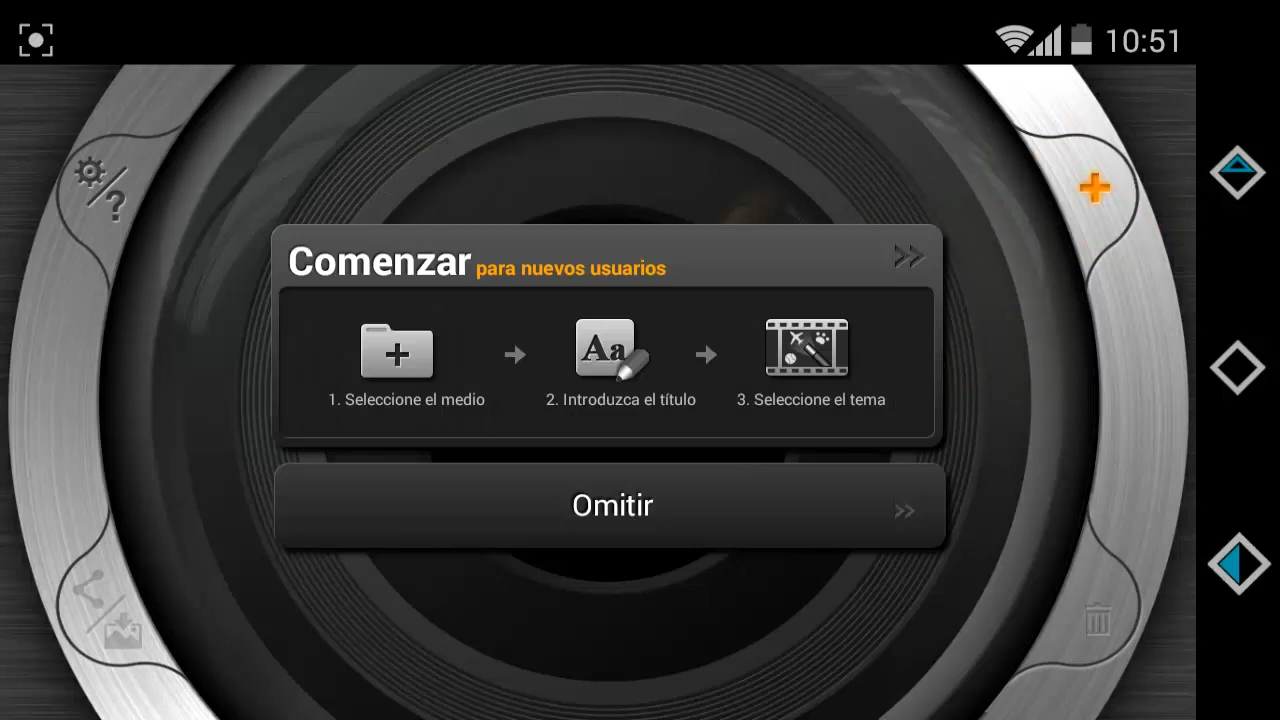 10:51
Comenzar para nuevos usuarios
Aa
1. Seleccione el medio
2. Introduzca el título
3. Seleccione el tema
Omitir